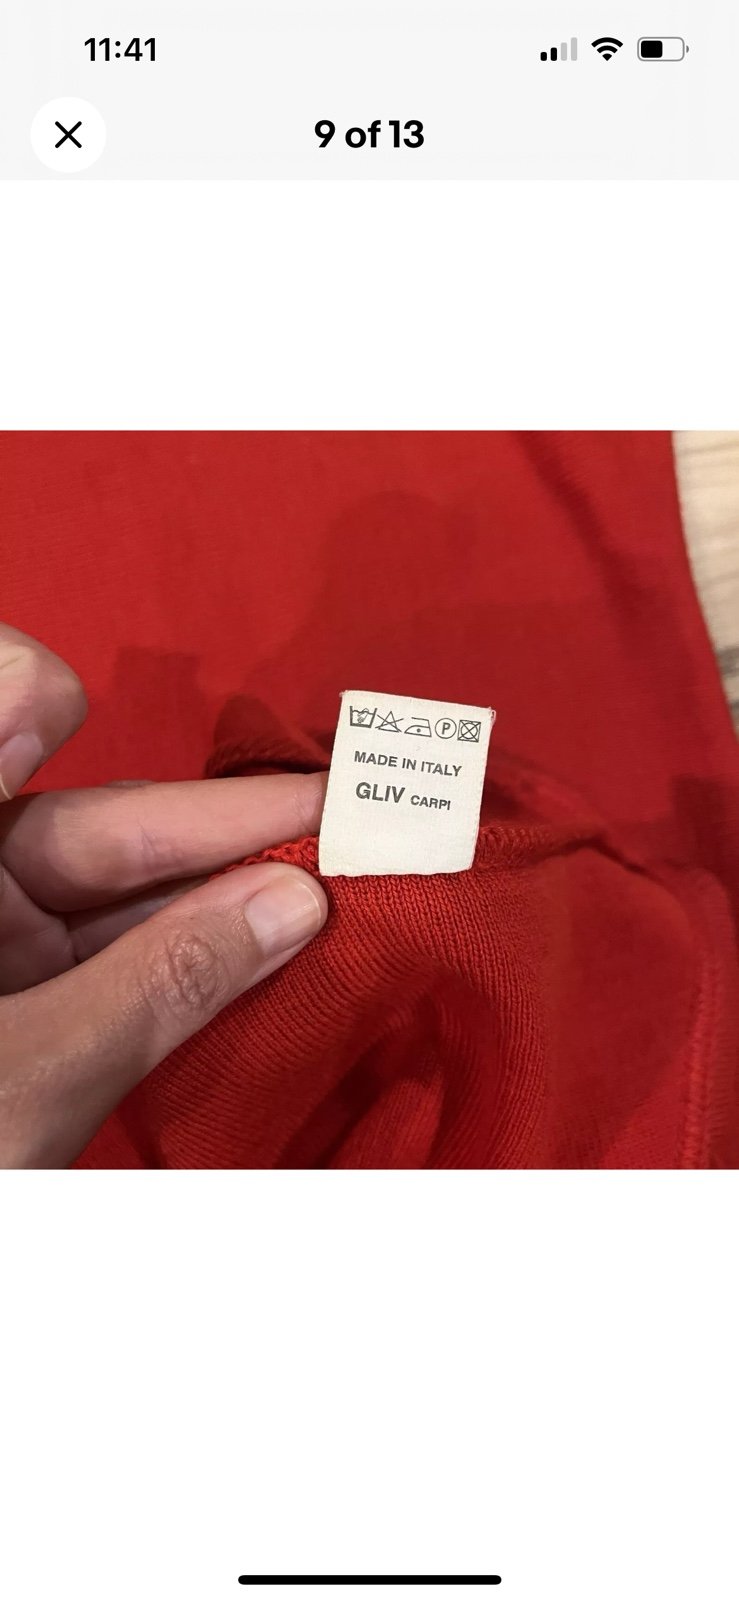 11:41
9 of 13
P
MADE IN ITALY
GLIV CARPI